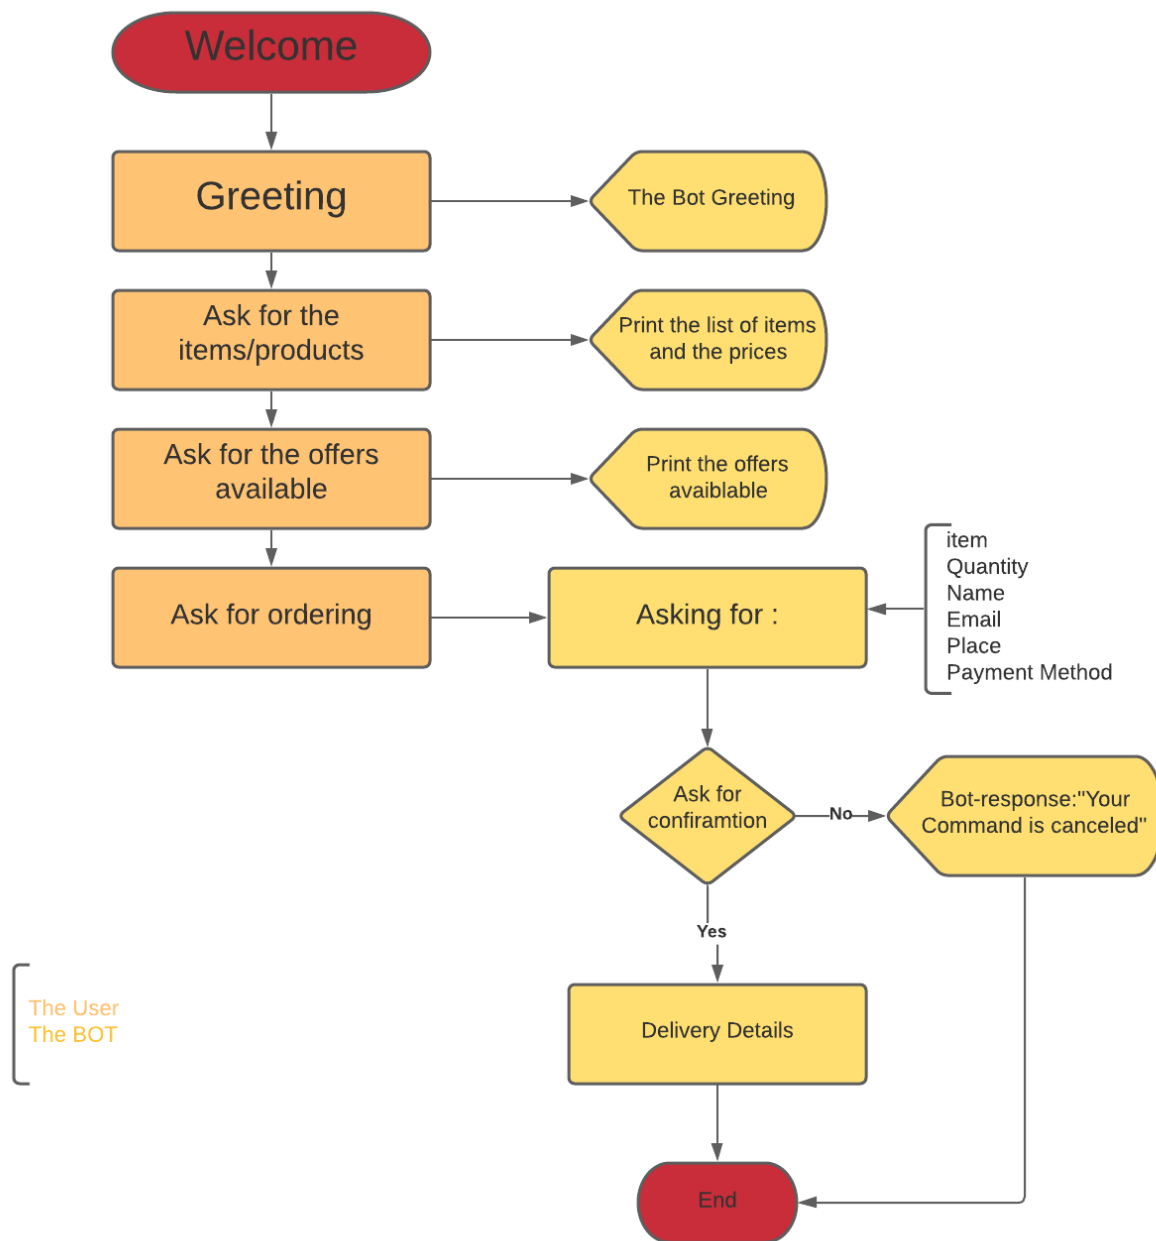 Welcome
Greeting
The Bot Greeting
Ask for the
items/products
Print the list of items
and the prices
Ask for the offers
available
Print the offers
avaiblable
Ask for ordering
Asking for :
item
Quantity
Name
Email
Place
Payment Method
Ask for
confiramtion
No
Bot-response:"Your
Command is canceled"
Yes
The User
The BOT
Delivery Details
End